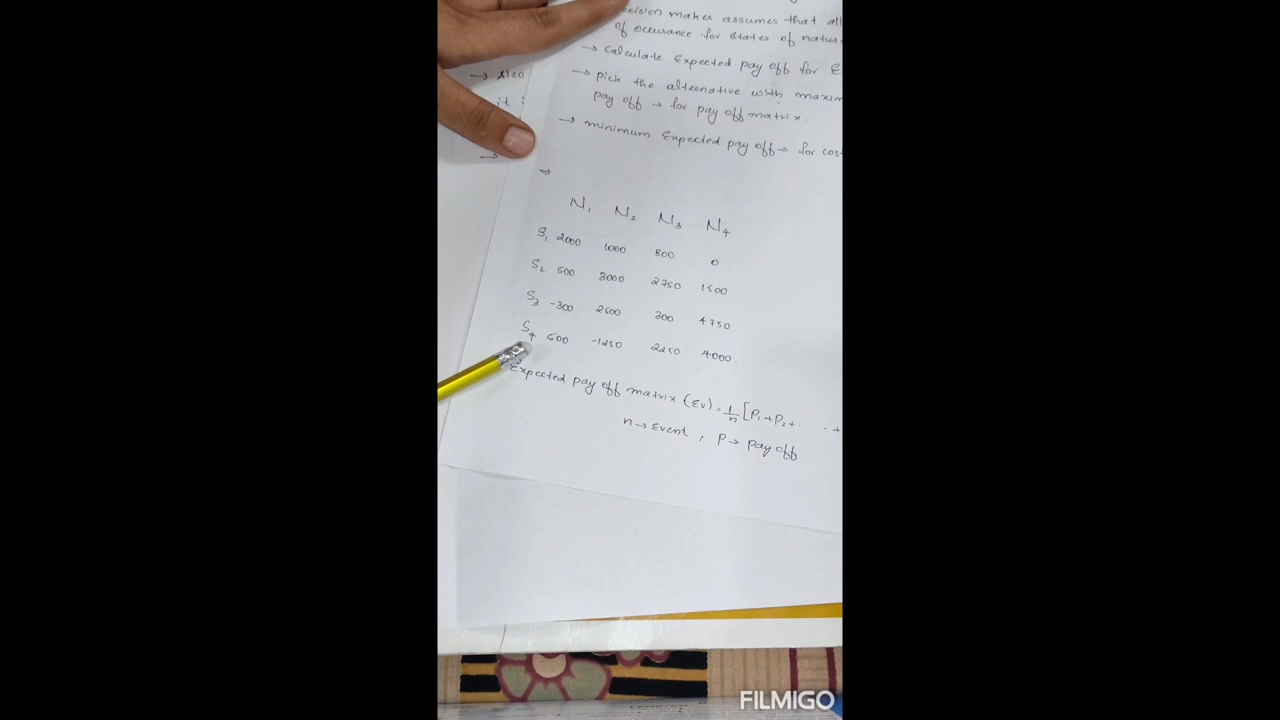 → Also
it
→
decision maker assumes that all
of occurance for states of nature
→ Calculate Expected pay off for
→ pick the alternative with maxim
pay off → for pay off matrix.
→ minimum Expected pay off → for cos
⇒
N₁ N₂ N₃ N₄
S₁ 2000 1000 800 0
S₂ 500 3000 2750 1500
S₃ -300 2500 300 4750
S₄ 500 -1250 2250 4000.
Expected pay off matrix (Ev) = 1/n [P₁+P₂+.....+
n → Event , P → pay off
FILMIGO